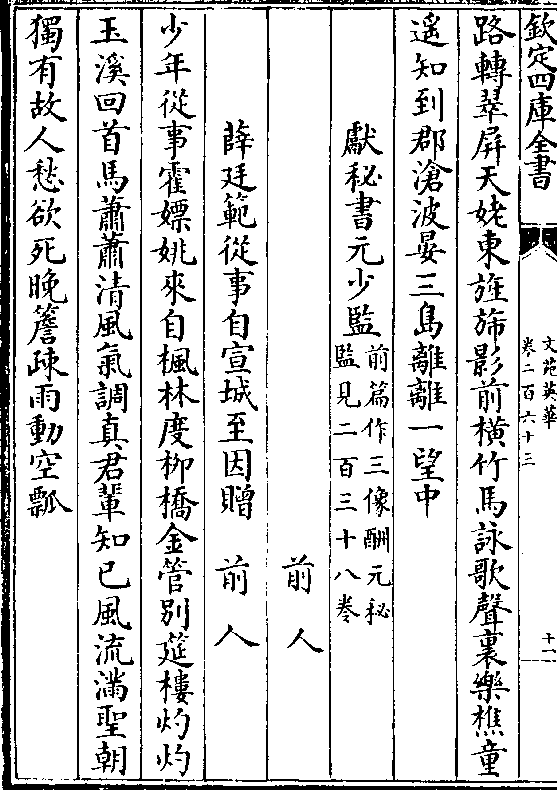 欽定四庫全書
文苑英華
卷二百六十三
十一
路轉翠屛天姥東旌斾影前橫竹馬詠歌聲裏樂樵童
遥知到郡滄波晏三島離離一望中
獻秘書元少監前篇作三像酬元秘
監見二百三十八卷
前人
薛廷範從事自宣城至因贈 前人
少年從事霍嫖姚來自楓林度柳橋金管別筵樓灼灼
玉溪回首馬蕭蕭清風氣調真君輩知已風流滿聖朝
獨有故人愁欲死晚簷疎雨動空瓢